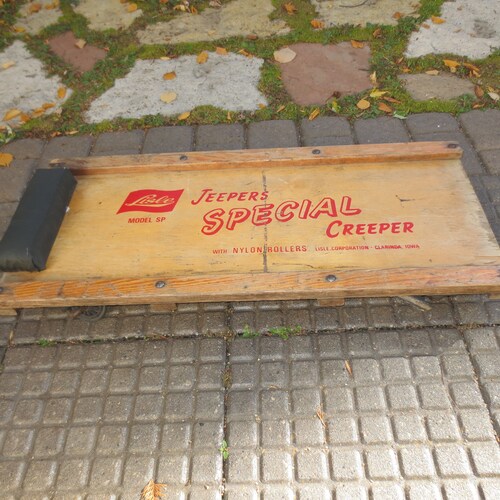 Lisle
MODEL SP
JEEPERS
SPECIAL
CREEPER
WITH NYLON ROLLERS LISLE CORPORATION - CLARINDA, IOWA